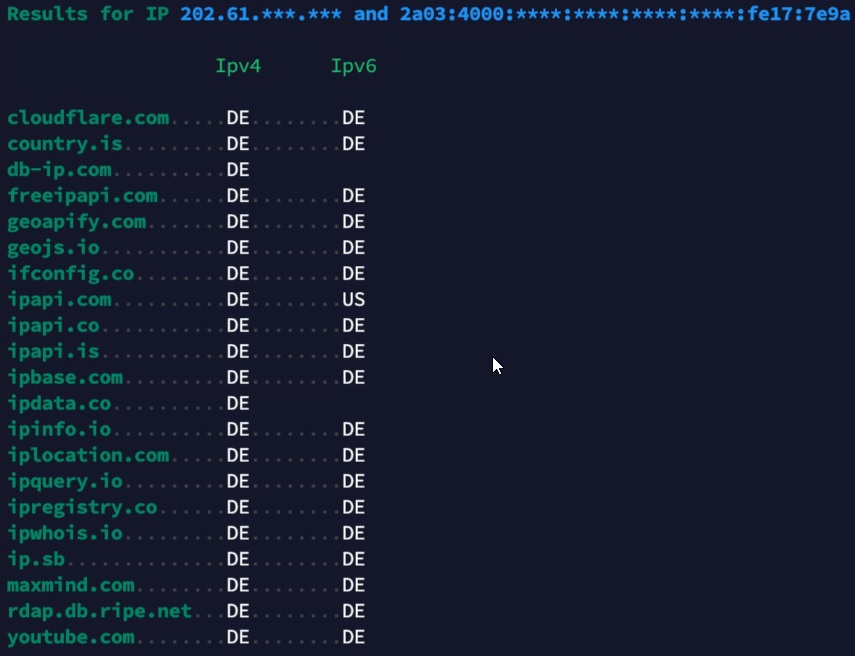 Results for IP 202.61.***.*** and 2a03:4000:****:****:****:****:fe17:7e9a
Ipv4 Ipv6
cloudflare.com.....DE........DE
country.is.........DE........DE
db-ip.com..........DE
freeipapi.com......DE........DE
geoapify.com.......DE........DE
geojs.io...........DE........DE
ifconfig.co........DE........DE
ipapi.com..........DE........US
ipapi.co...........DE........DE
ipapi.is...........DE........DE
ipbase.com.........DE........DE
ipdata.co..........DE
ipinfo.io..........DE........DE
iplocation.com.....DE........DE
ipquery.io.........DE........DE
ipregistry.co......DE........DE
ipwhois.io.........DE........DE
ip.sb..............DE........DE
maxmind.com........DE........DE
rdap.db.ripe.net...DE........DE
youtube.com........DE........DE